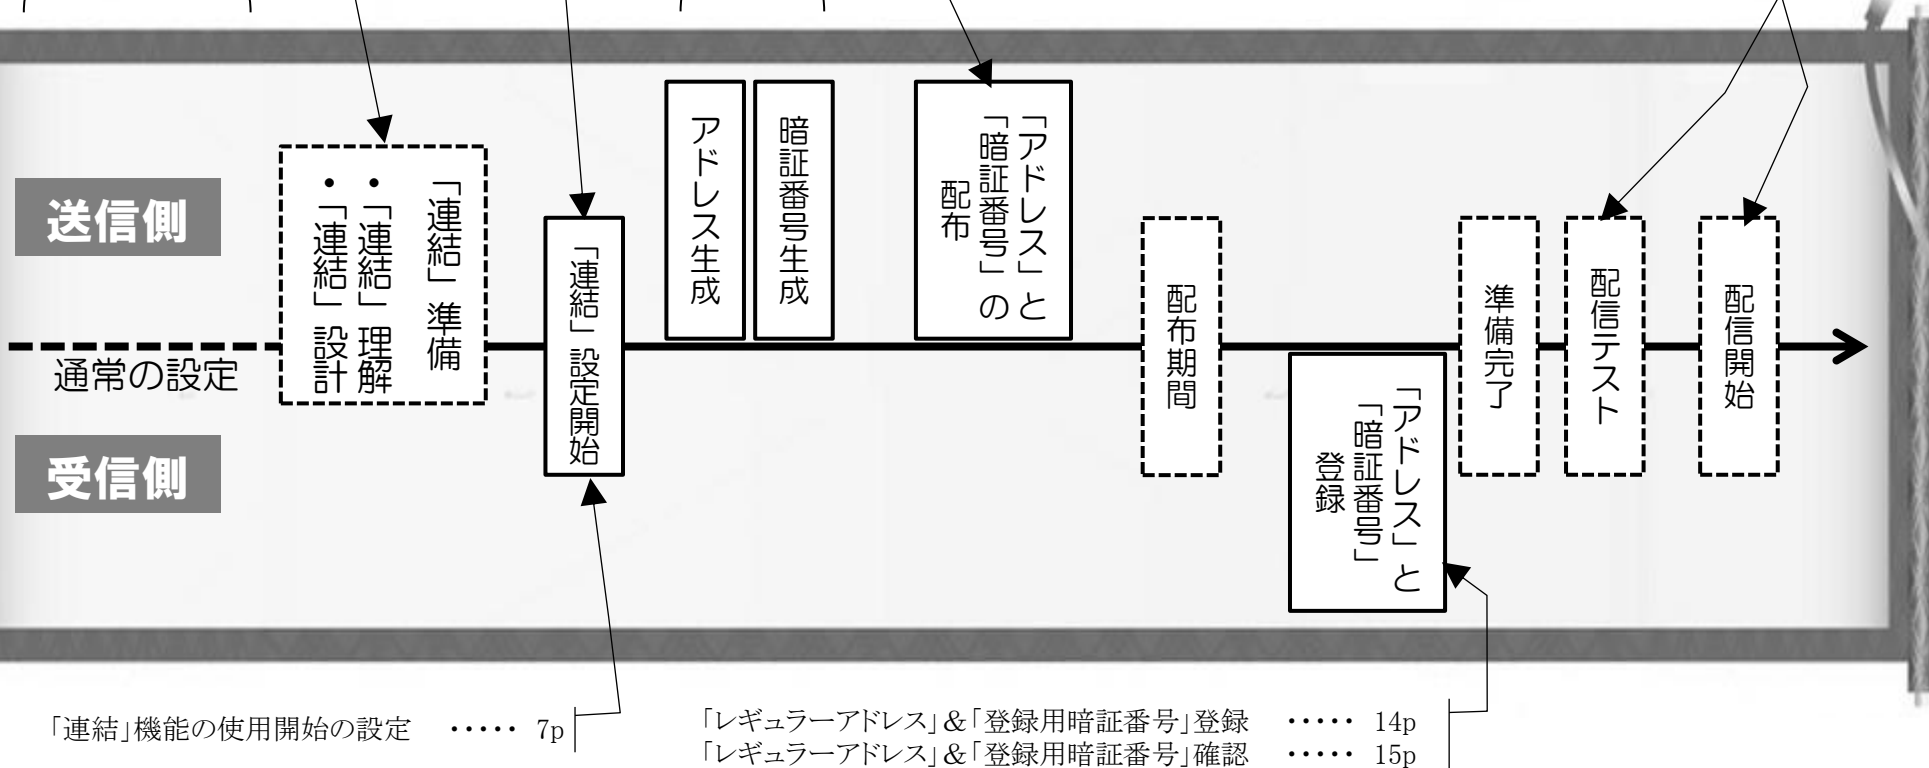 送信側
通常の設定
受信側
「連結」準備
・「連結」理解
・「連結」設計
「連結」設定開始
アドレス生成
暗証番号生成
「アドレス」と
「暗証番号」の
配布
配布期間
「アドレス」と
「暗証番号」
登録
準備完了
配信テスト
配信開始
「連結」機能の使用開始の設定 ・・・・・ 7p
「レギュラーアドレス」&「登録用暗証番号」登録 ・・・・・ 14p
「レギュラーアドレス」&「登録用暗証番号」確認 ・・・・・ 15p